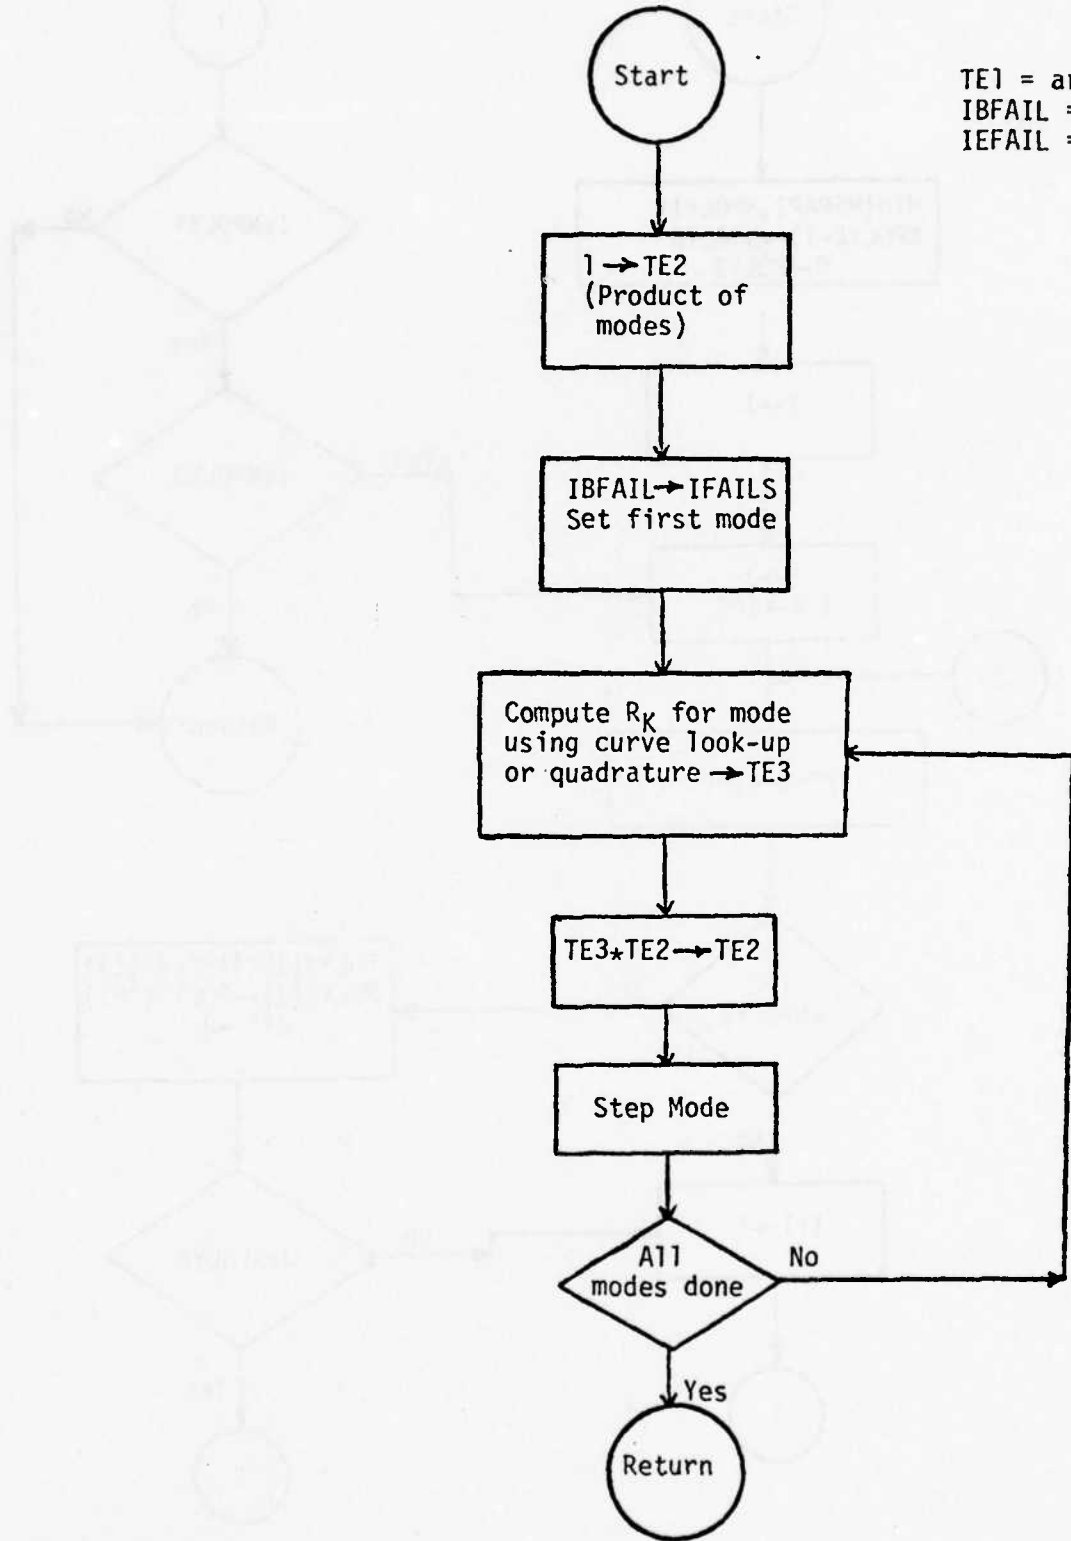 Start
TE1 = 
IBFAIL =
IEFAIL =
1→TE2
(Product of
modes)
IBFAIL→IFAILS
Set first mode
Compute RK for mode
using curve look-up
or quadrature →TE3
TE3*TE2→TE2
Step Mode
All
modes done
No
Yes
Return